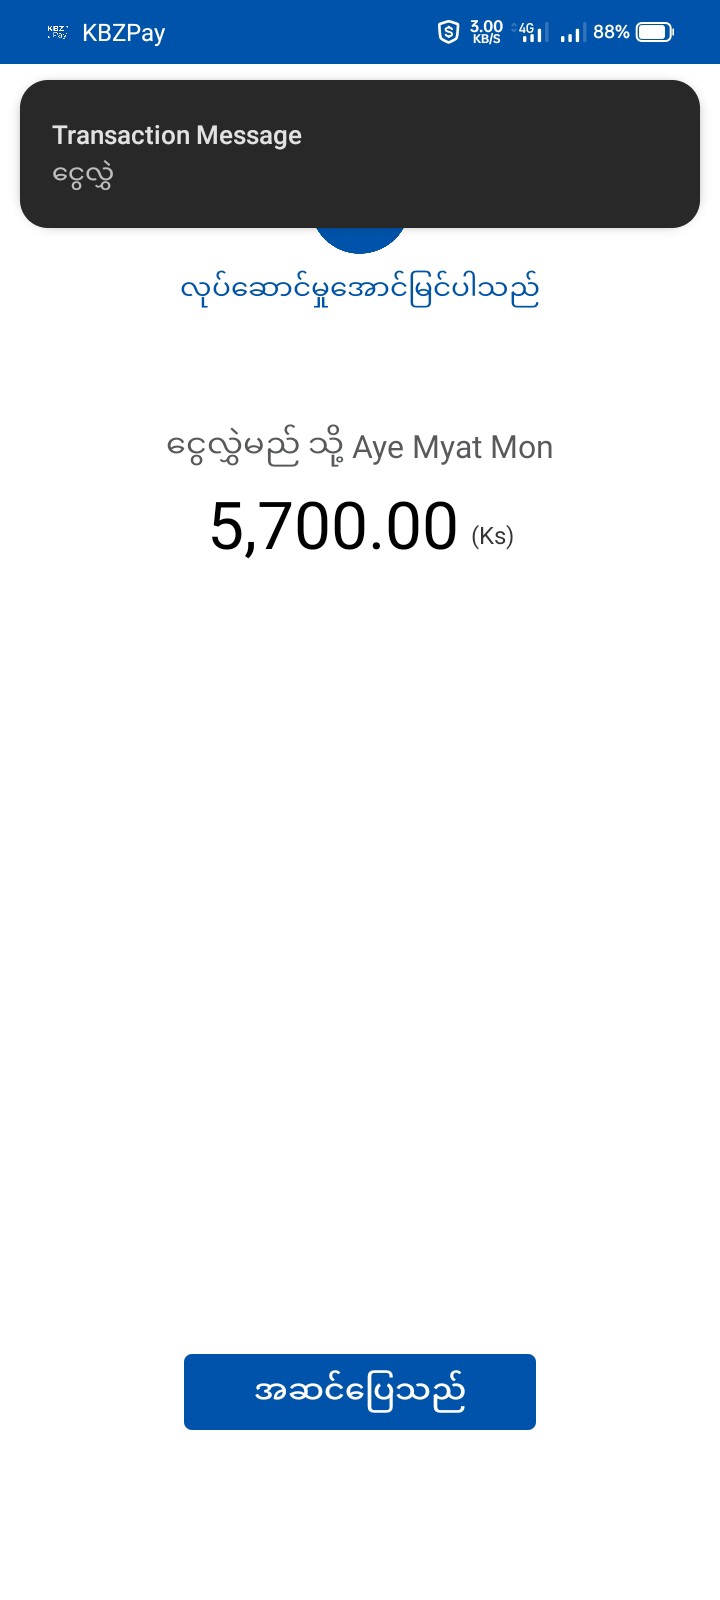 KBZPay 3.00 KB/S 4G 88%
Transaction Message
ငွေလွှဲ
လုပ်ဆောင်မှုအောင်မြင်ပါသည်
ငွေလွှဲမည် သို့ Aye Myat Mon
5,700.00 (Ks)
အဆင်ပြေသည်